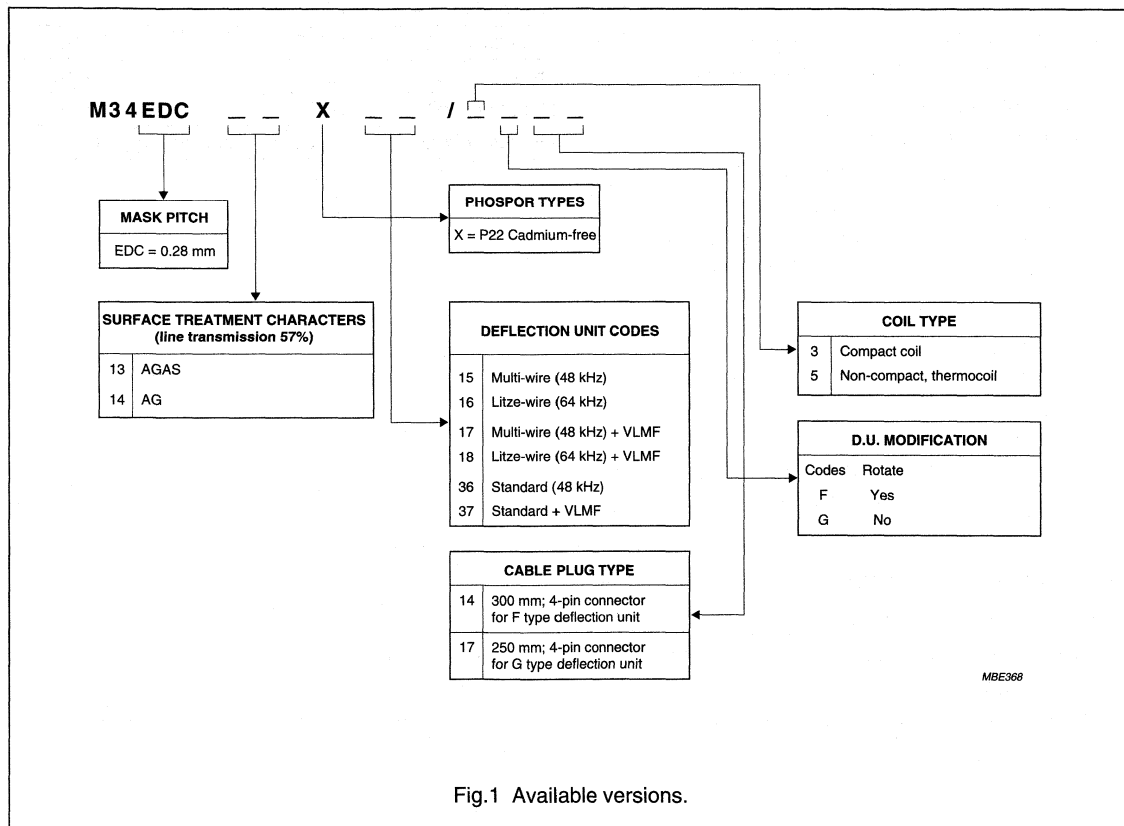 M34EDC _ _ X _ _ / _ _ _ _
MASK PITCH
EDC = 0.28 mm
PHOSPOR TYPES
X = P22 Cadmium-free
SURFACE TREATMENT CHARACTERS
(line transmission 57%)
13 AGAS
14 AG
DEFLECTION UNIT CODES
15 Multi-wire (48 kHz)
16 Litze-wire (64 kHz)
17 Multi-wire (48 kHz) + VLMF
18 Litze-wire (64 kHz) + VLMF
36 Standard (48 kHz)
37 Standard + VLMF
COIL TYPE
3 Compact coil
5 Non-compact, thermocoil
D.U. MODIFICATION
Codes Rotate
F Yes
G No
CABLE PLUG TYPE
14 300 mm; 4-pin connector
for F type deflection unit
17 250 mm; 4-pin connector
for G type deflection unit
MBE368
Fig.1 Available versions.